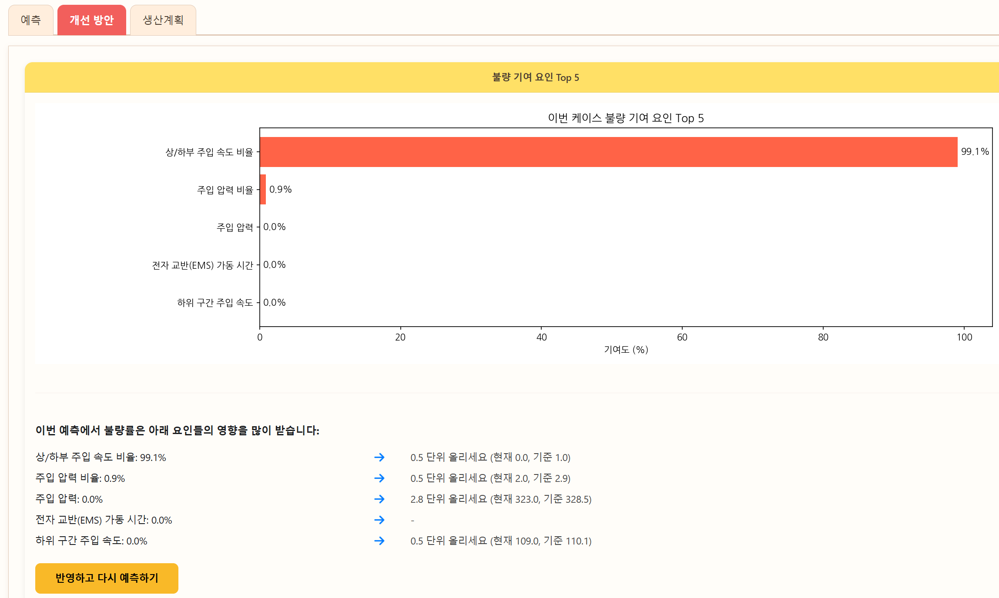 예측
개선 방안
생산계획
불량 기여 요인 Top 5
이번 케이스 불량 기여 요인 Top 5
상/하부 주입 속도 비율
99.1%
주입 압력 비율
0.9%
주입 압력
0.0%
전자 교반(EMS) 가동 시간
0.0%
하위 구간 주입 속도
0.0%
0 20 40 60 80 100
기여도 (%)
이번 예측에서 불량률은 아래 요인들의 영향을 많이 받습니다:
상/하부 주입 속도 비율: 99.1% → 0.5 단위 올리세요 (현재 0.0, 기준 1.0)
주입 압력 비율: 0.9% → 0.5 단위 올리세요 (현재 2.0, 기준 2.9)
주입 압력: 0.0% → 2.8 단위 올리세요 (현재 323.0, 기준 328.5)
전자 교반(EMS) 가동 시간: 0.0% → -
하위 구간 주입 속도: 0.0% → 0.5 단위 올리세요 (현재 109.0, 기준 110.1)
반영하고 다시 예측하기